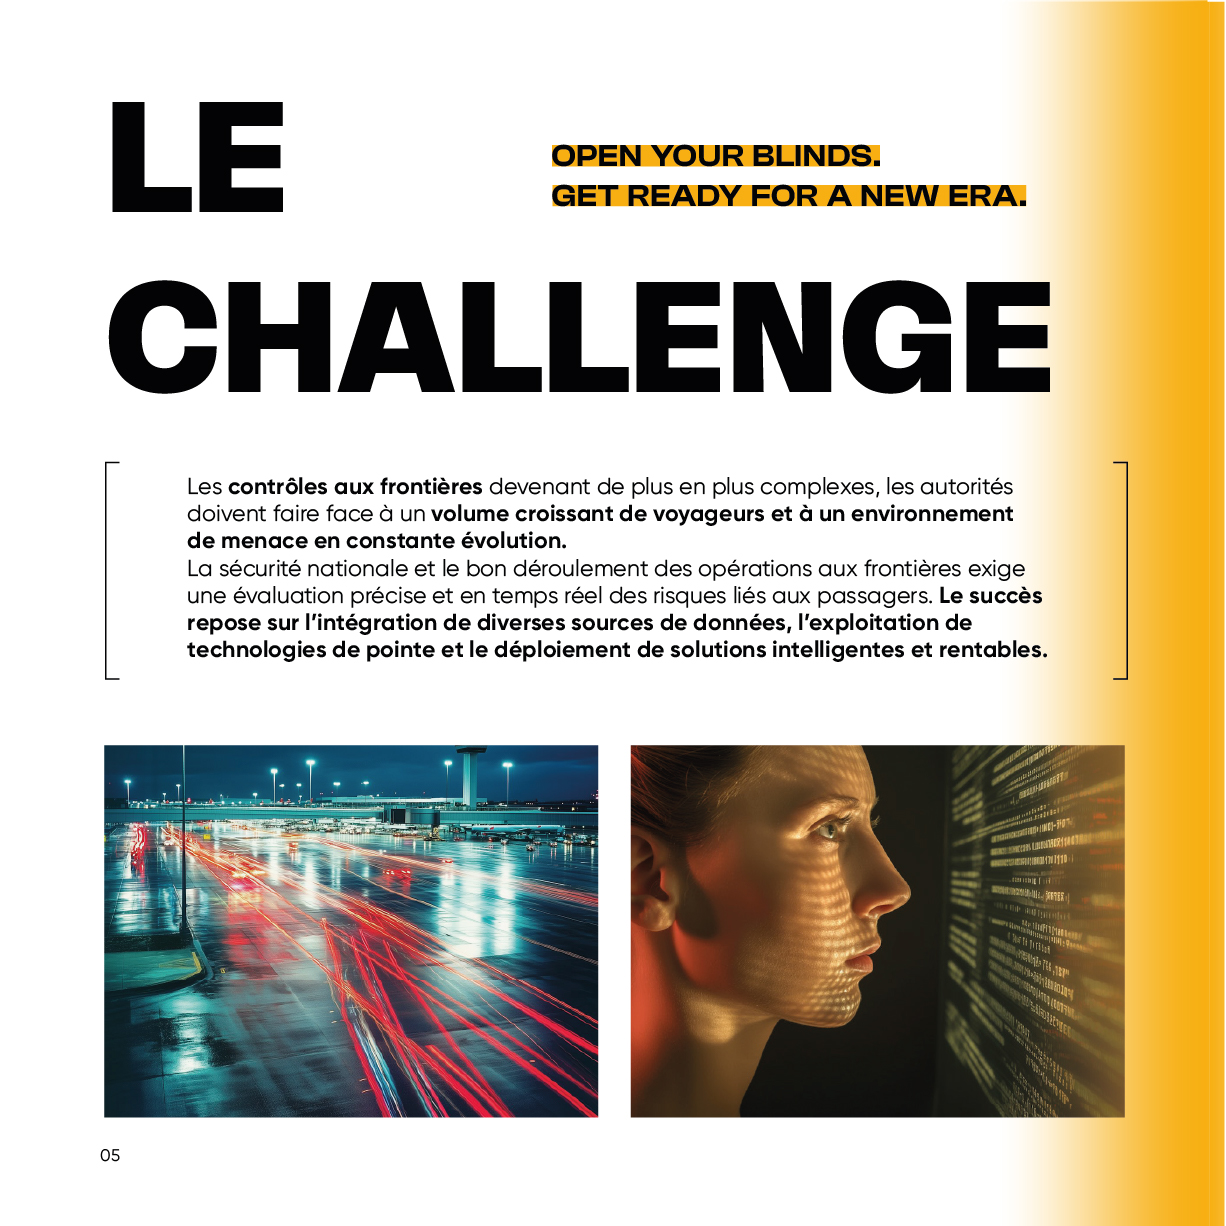 LE
OPEN YOUR BLINDS.
GET READY FOR A NEW ERA.
CHALLENGE
Les contrôles aux frontières devenant de plus en plus complexes, les autorités
doivent faire face à un volume croissant de voyageurs et à un environnement
de menace en constante évolution.
La sécurité nationale et le bon déroulement des opérations aux frontières exige
une évaluation précise et en temps réel des risques liés aux passagers. Le succès
repose sur l’intégration de diverses sources de données, l’exploitation de
technologies de pointe et le déploiement de solutions intelligentes et rentables.
05